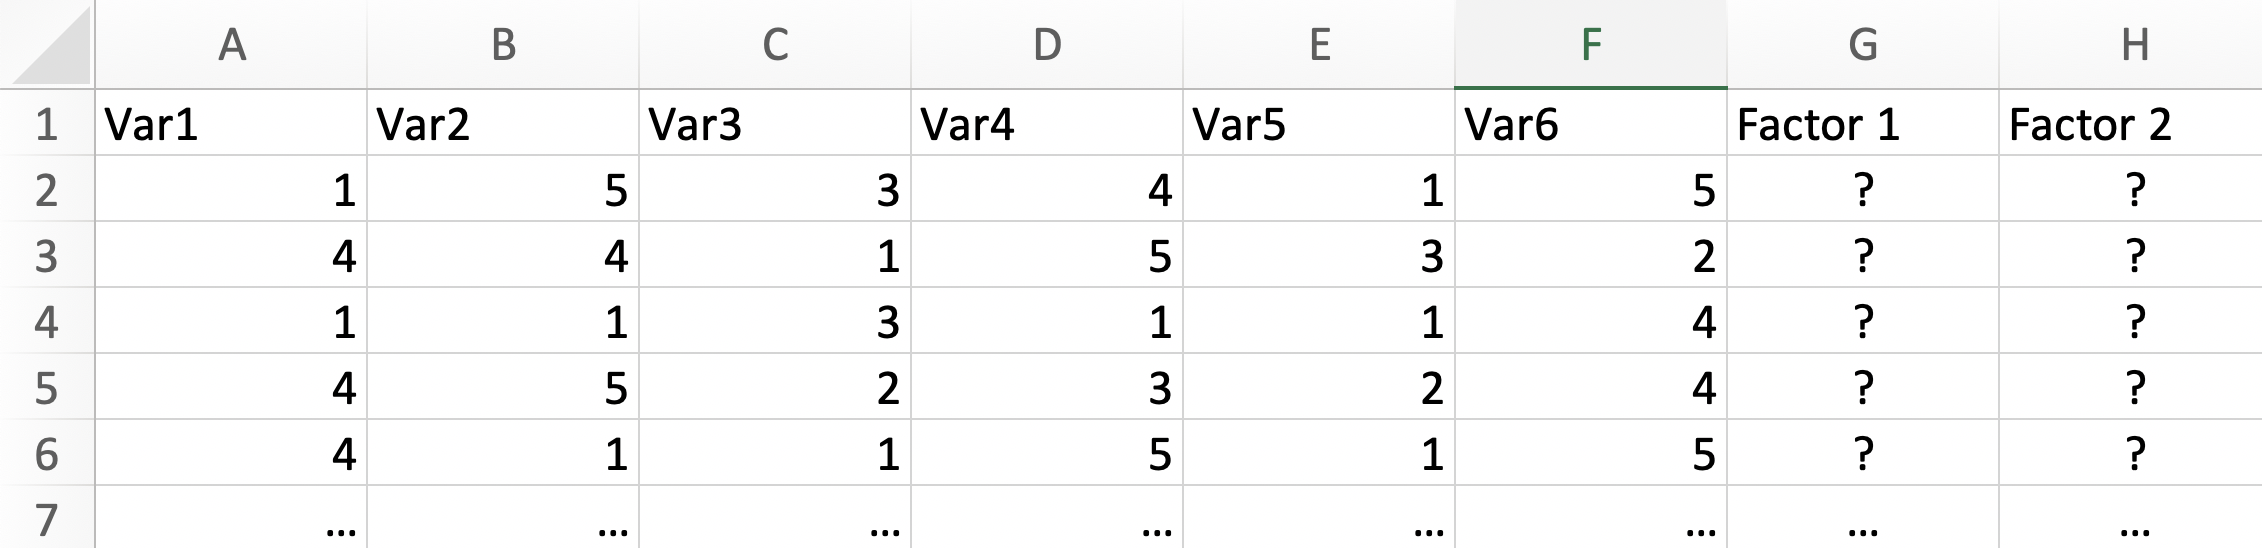 A B C D E F G H
1 Var1 Var2 Var3 Var4 Var5 Var6 Factor 1 Factor 2
2 1 5 3 4 1 5 ? ?
3 4 4 1 5 3 2 ? ?
4 1 1 3 1 1 4 ? ?
5 4 5 2 3 2 4 ? ?
6 4 1 1 5 1 5 ? ?
7 ... ... ... ... ... ... ... ...